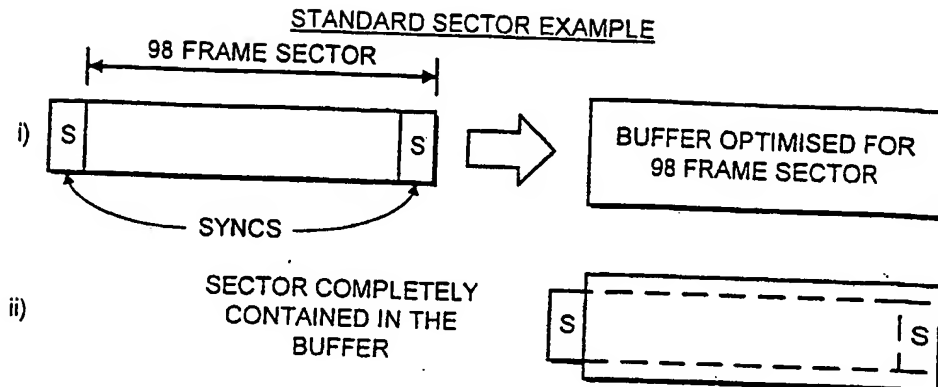 STANDARD SECTOR EXAMPLE
98 FRAME SECTOR
i)
S
S
BUFFER OPTIMISED FOR
98 FRAME SECTOR
SYNCS
ii)
SECTOR COMPLETELY
CONTAINED IN THE
BUFFER
S
S